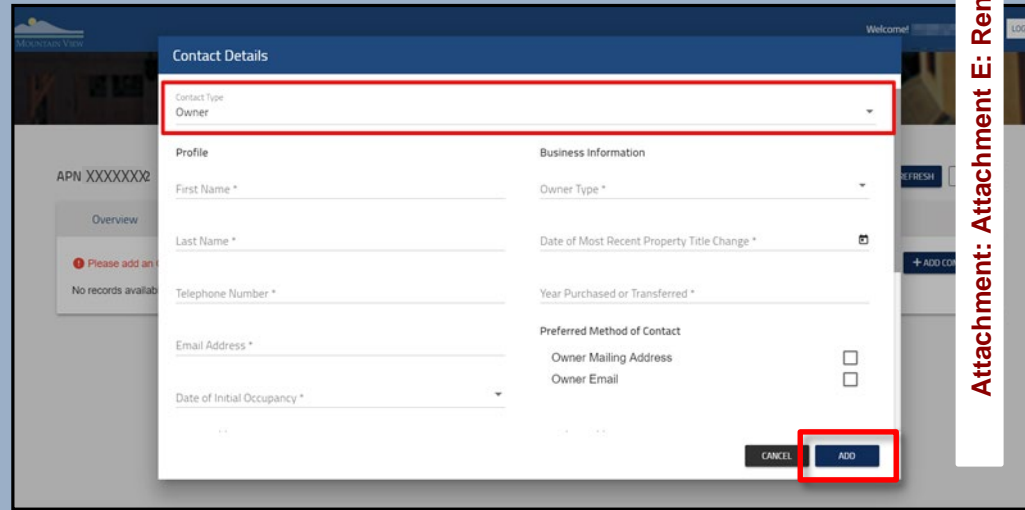 MOUNTAIN VIEW
Welcome!
Contact Details
Contact Type
Owner
Profile
First Name *
Last Name *
Telephone Number *
Email Address *
Date of Initial Occupancy *
Business Information
Owner Type *
Date of Most Recent Property Title Change *
Year Purchased or Transferred *
Preferred Method of Contact
Owner Mailing Address
Owner Email
CANCEL
ADD
APN XXXXXXX2
REFRESH
Overview
Please add an
+ ADD
No records
Attachment: Attachment E: